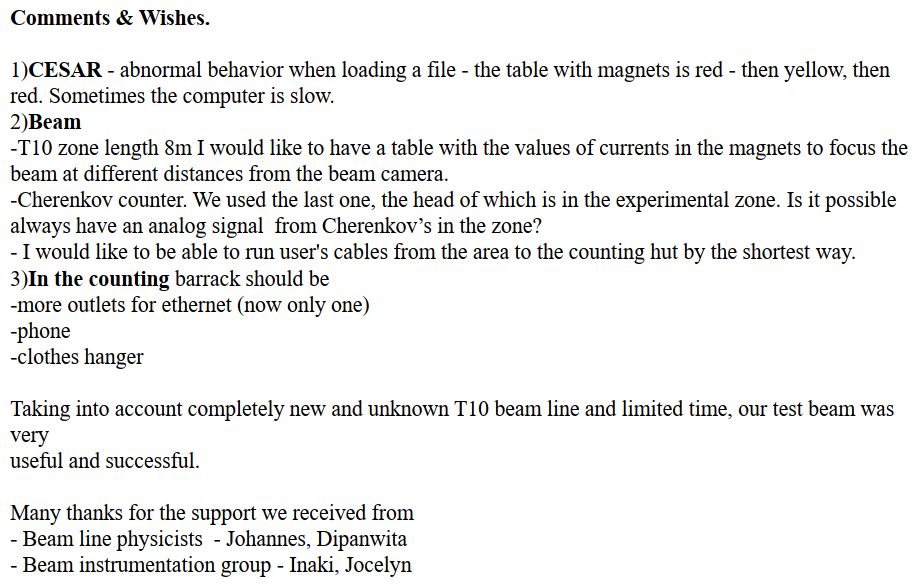 Comments & Wishes.
1)CESAR - abnormal behavior when loading a file - the table with magnets is red - then yellow, then
red. Sometimes the computer is slow.
2)Beam
-T10 zone length 8m I would like to have a table with the values of currents in the magnets to focus the
beam at different distances from the beam camera.
-Cherenkov counter. We used the last one, the head of which is in the experimental zone. Is it possible
always have an analog signal  from Cherenkov’s in the zone?
- I would like to be able to run user's cables from the area to the counting hut by the shortest way.
3)In the counting barrack should be
-more outlets for ethernet (now only one)
-phone
-clothes hanger
Taking into account completely new and unknown T10 beam line and limited time, our test beam was
very
useful and successful.
Many thanks for the support we received from
- Beam line physicists  - Johannes, Dipanwita
- Beam instrumentation group - Inaki, Jocelyn